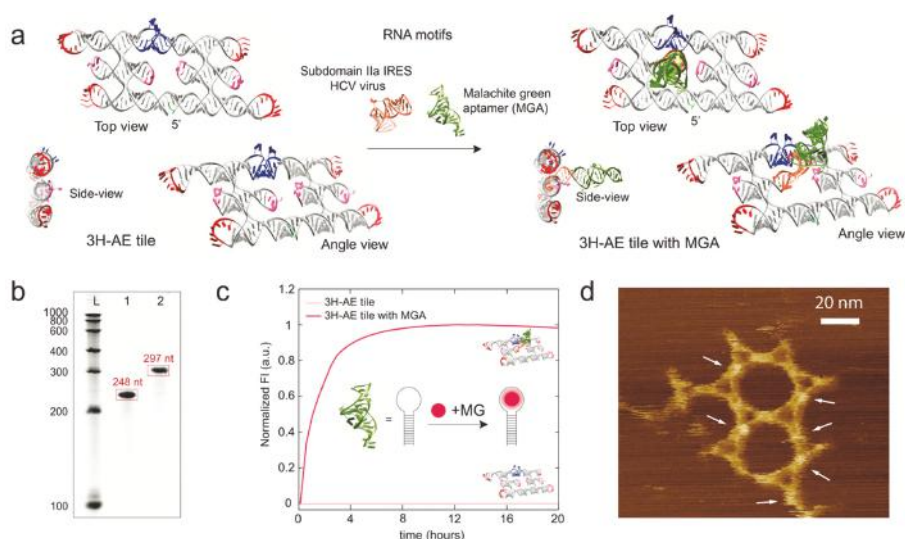 a
Top view
5'
Side-view
3H-AE tile
Angle view
RNA motifs
Subdomain IIa IRES
HCV virus
Malachite green
aptamer (MGA)
Top view
5'
Side-view
3H-AE tile with MGA
Angle view
b
L 1 2
1000
800
600
400
300
200
100
248 nt
297 nt
c
3H-AE tile
3H-AE tile with MGA
Normalized FI (a.u.)
1.2
1
0.8
0.6
0.4
0.2
0
=
+MG
0 4 8 12 16 20
time (hours)
d
20 nm